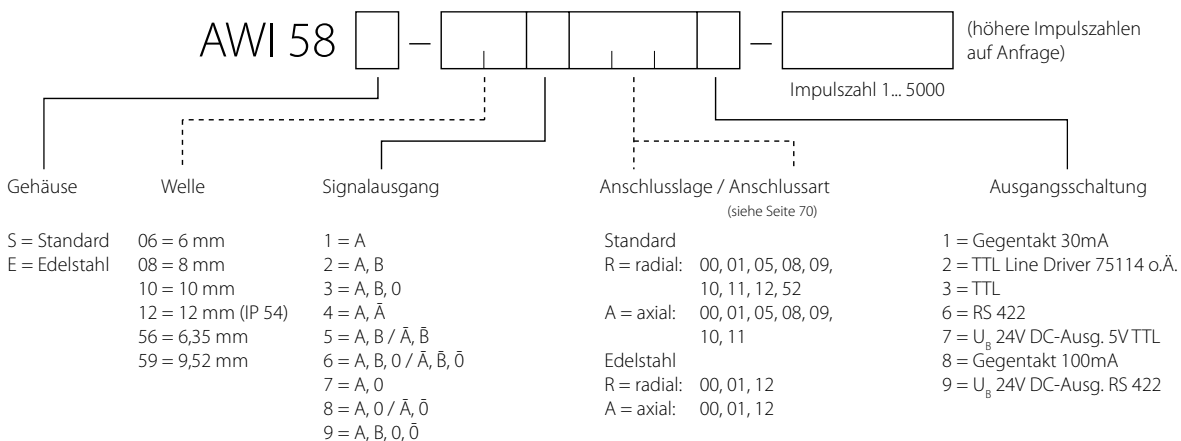 AWI 58 – –
(höhere Impulszahlen
auf Anfrage)
Impulszahl 1... 5000
Gehäuse
S = Standard
E = Edelstahl
Welle
06 = 6 mm
08 = 8 mm
10 = 10 mm
12 = 12 mm (IP 54)
56 = 6,35 mm
59 = 9,52 mm
Signalausgang
1 = A
2 = A, B
3 = A, B, 0
4 = A, Ā
5 = A, B / Ā, B̄
6 = A, B, 0 / Ā, B̄, 0̄
7 = A, 0
8 = A, 0 / Ā, 0̄
9 = A, B, 0, 0̄
Anschlusslage / Anschlussart
(siehe Seite 70)
Standard
R = radial: 00, 01, 05, 08, 09,
10, 11, 12, 52
A = axial: 00, 01, 05, 08, 09,
10, 11
Edelstahl
R = radial: 00, 01, 12
A = axial: 00, 01, 12
Ausgangsschaltung
1 = Gegentakt 30mA
2 = TTL Line Driver 75114 o.Ä.
3 = TTL
6 = RS 422
7 = U_B 24V DC-Ausg. 5V TTL
8 = Gegentakt 100mA
9 = U_B 24V DC-Ausg. RS 422